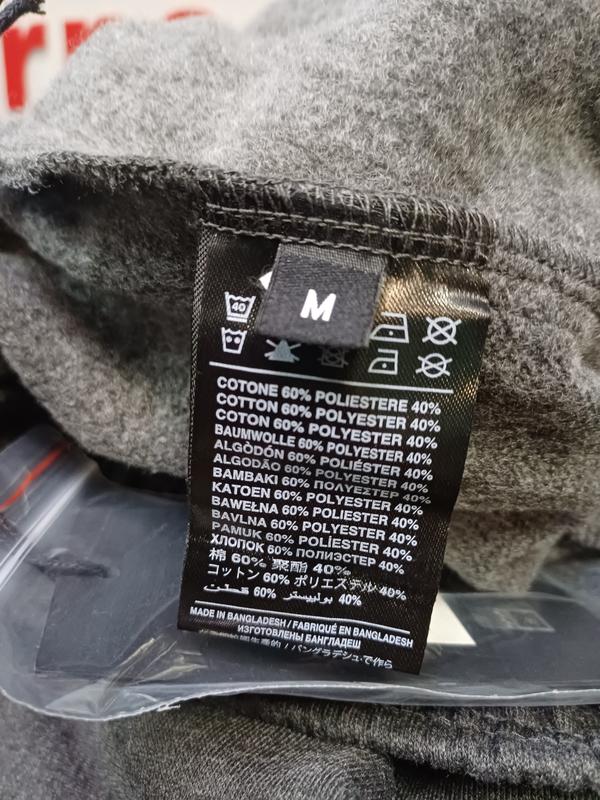 M
40
COTONE 60% POLIESTERE 40%
COTTON 60% POLYESTER 40%
COTON 60% POLYESTER 40%
BAUMWOLLE 60% POLYESTER 40%
ALGÒDÓN 60% POLIÉSTER 40%
ALGODÃO 60% POLYESTER 40%
BAMBAKI 60% ΠΟΛΥΕΣΤΕΡ 40%
KATOEN 60% POLYESTER 40%
BAWEŁNA 60% POLIESTER 40%
BAVLNA 60% POLYESTER 40%
PAMUK 60% POLİESTER 40%
ХЛОПОК 60% ПОЛИЭСТЕР 40%
棉 60% 聚酯 40%
コットン 60% ポリエステル 40%
قطن 60% بوليستر 40%
MADE IN BANGLADESH / FABRIQUÉ EN BANGLADESH
ИЗГОТОВЛЕНЫ БАНГЛАДЕШ
/ バングラデシュで作ら